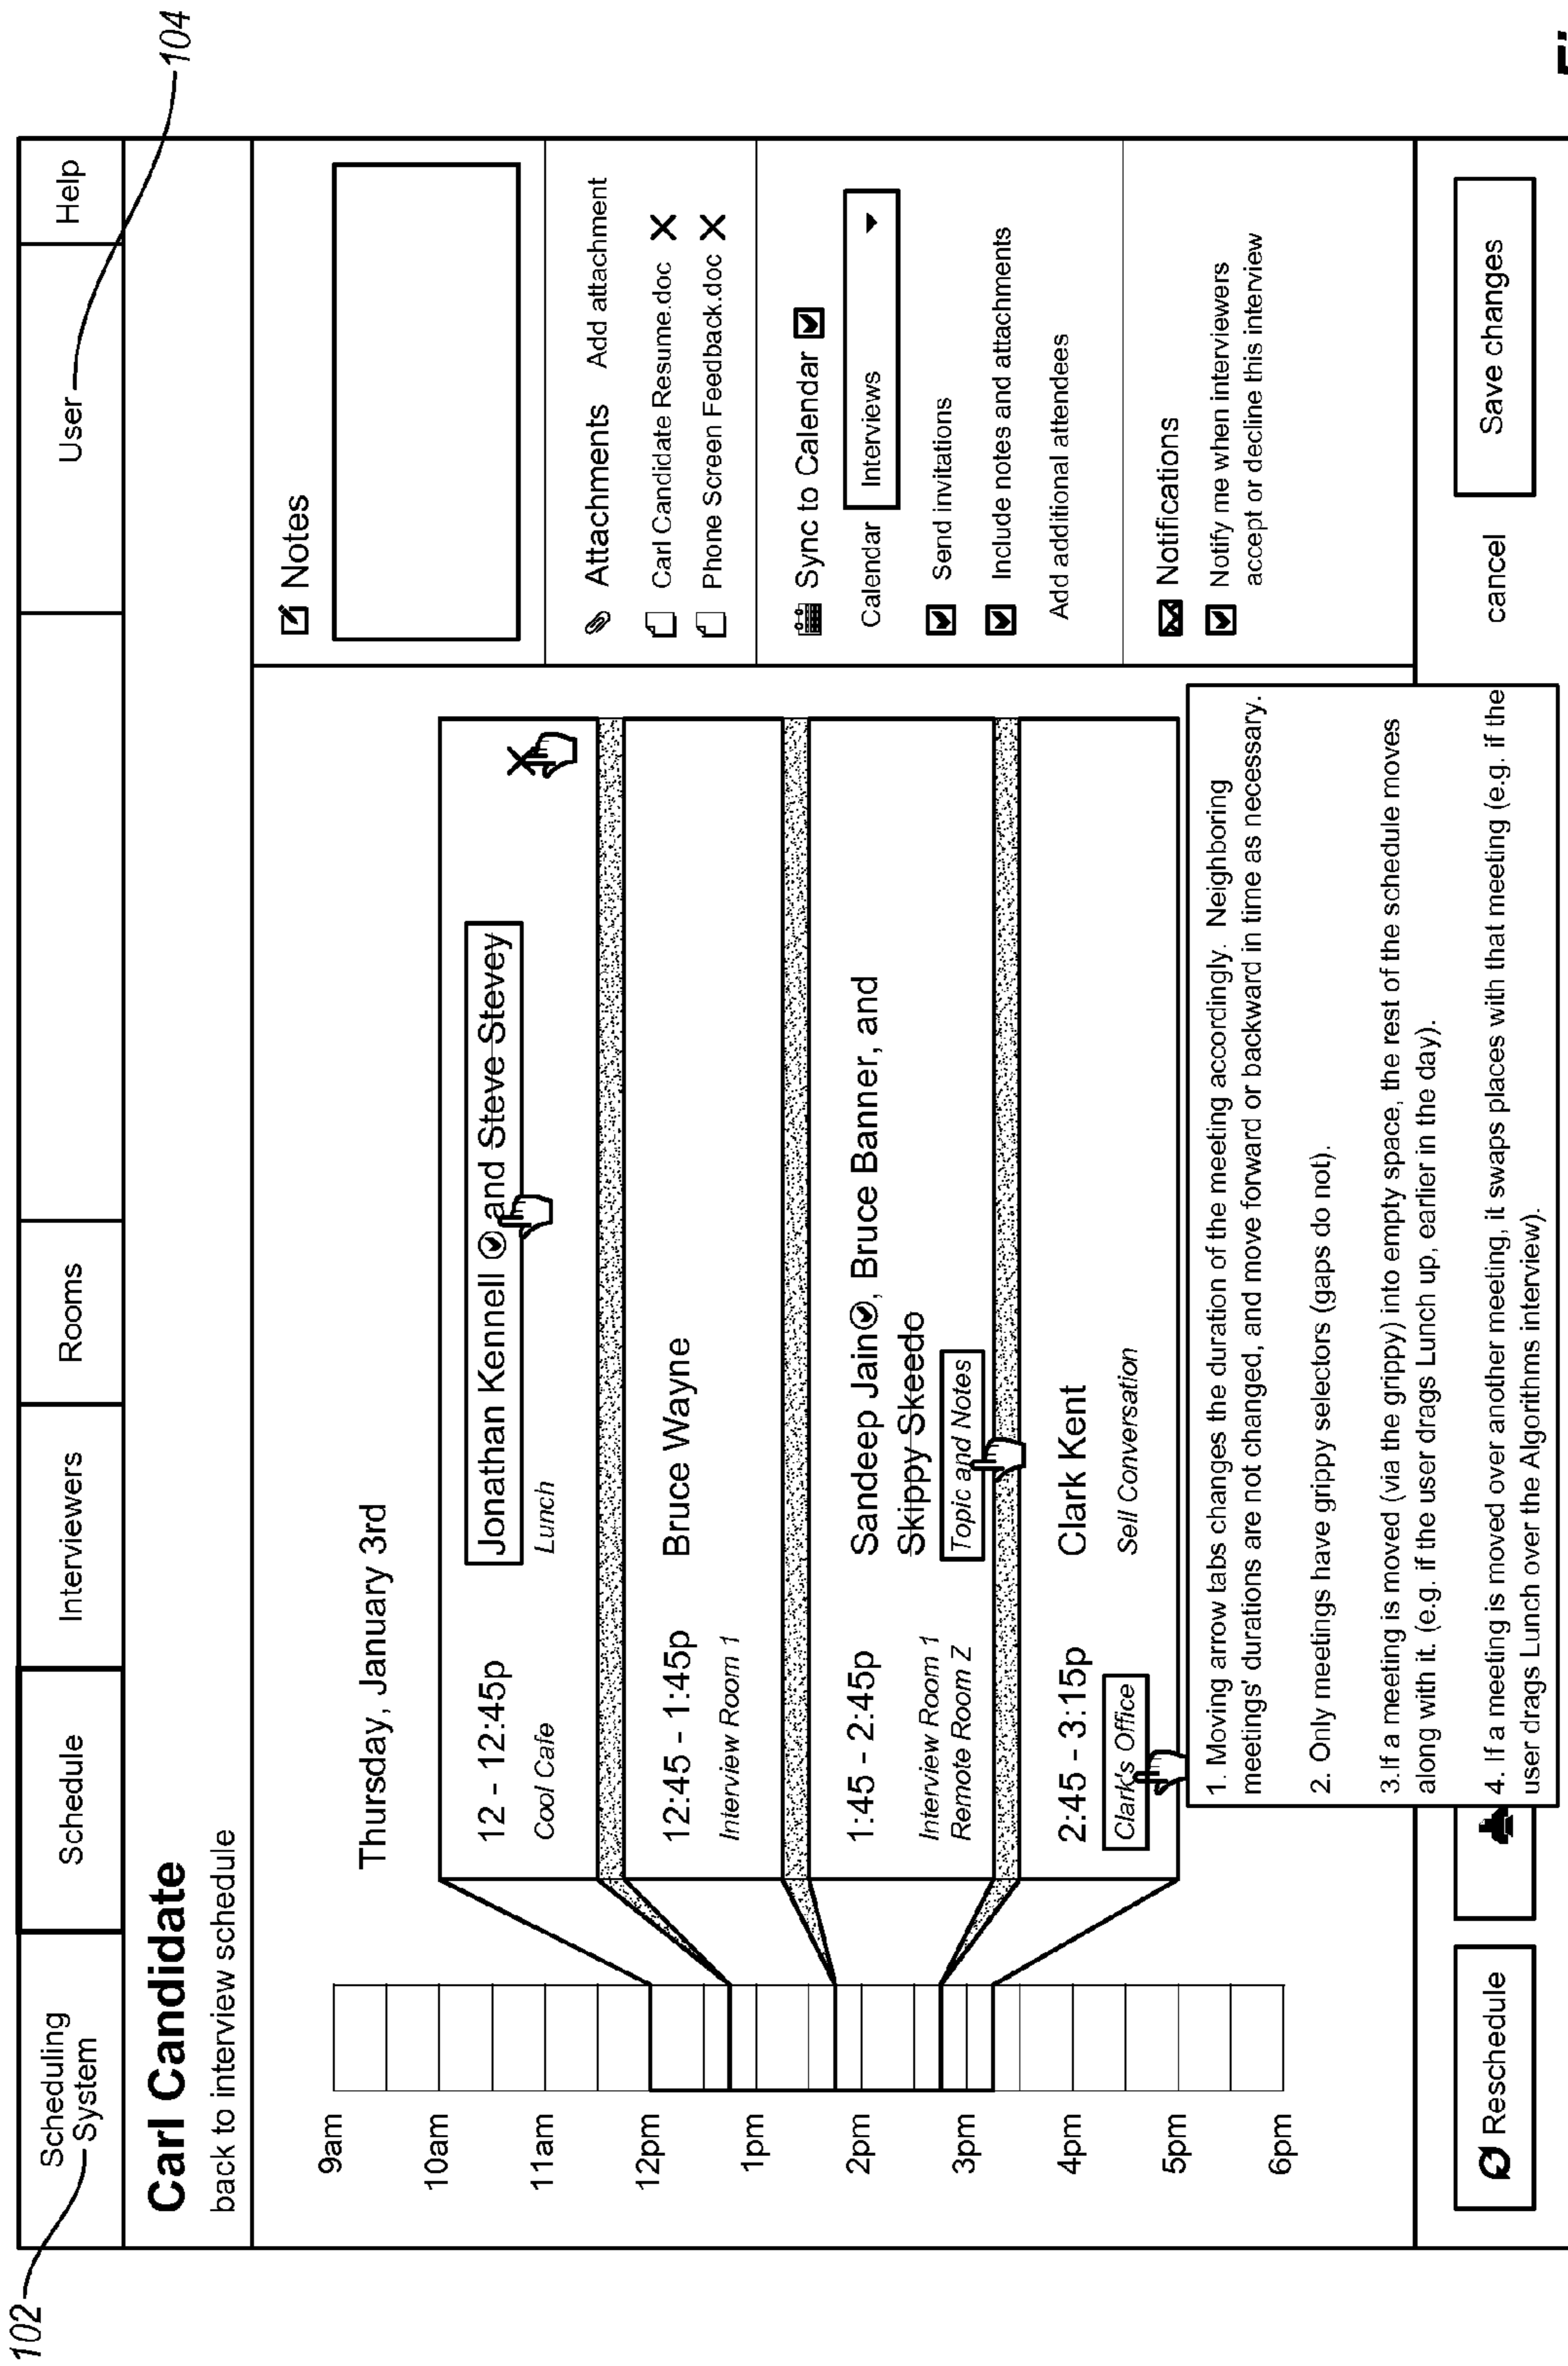 102
104
Scheduling
System
Schedule
Interviewers
Rooms
User
Help
Carl Candidate
back to interview schedule
9am
10am
11am
12pm
1pm
2pm
3pm
4pm
5pm
6pm
Thursday, January 3rd
12 - 12:45p
Cool Cafe
Jonathan Kennell and Steve Stevey
Lunch
12:45 - 1:45p
Interview Room 1
Bruce Wayne
1:45 - 2:45p
Interview Room 1
Remote Room Z
Sandeep Jain, Bruce Banner, and
Skippy Skeedo
Topic and Notes
2:45 - 3:15p
Clark's Office
Clark Kent
Sell Conversation
1. Moving arrow tabs changes the duration of the meeting accordingly. Neighboring
meetings' durations are not changed, and move forward or backward in time as necessary.
2. Only meetings have grippy selectors (gaps do not).
3.If a meeting is moved (via the grippy) into empty space, the rest of the schedule moves
along with it. (e.g. if the user drags Lunch up, earlier in the day).
4. If a meeting is moved over another meeting, it swaps places with that meeting (e.g. if the
user drags Lunch over the Algorithms interview).
Notes
Attachments Add attachment
Carl Candidate Resume.doc X
Phone Screen Feedback.doc X
Sync to Calendar
Calendar Interviews
Send invitations
Include notes and attachments
Add additional attendees
Notifications
Notify me when interviewers
accept or decline this interview
Reschedule
cancel
Save changes